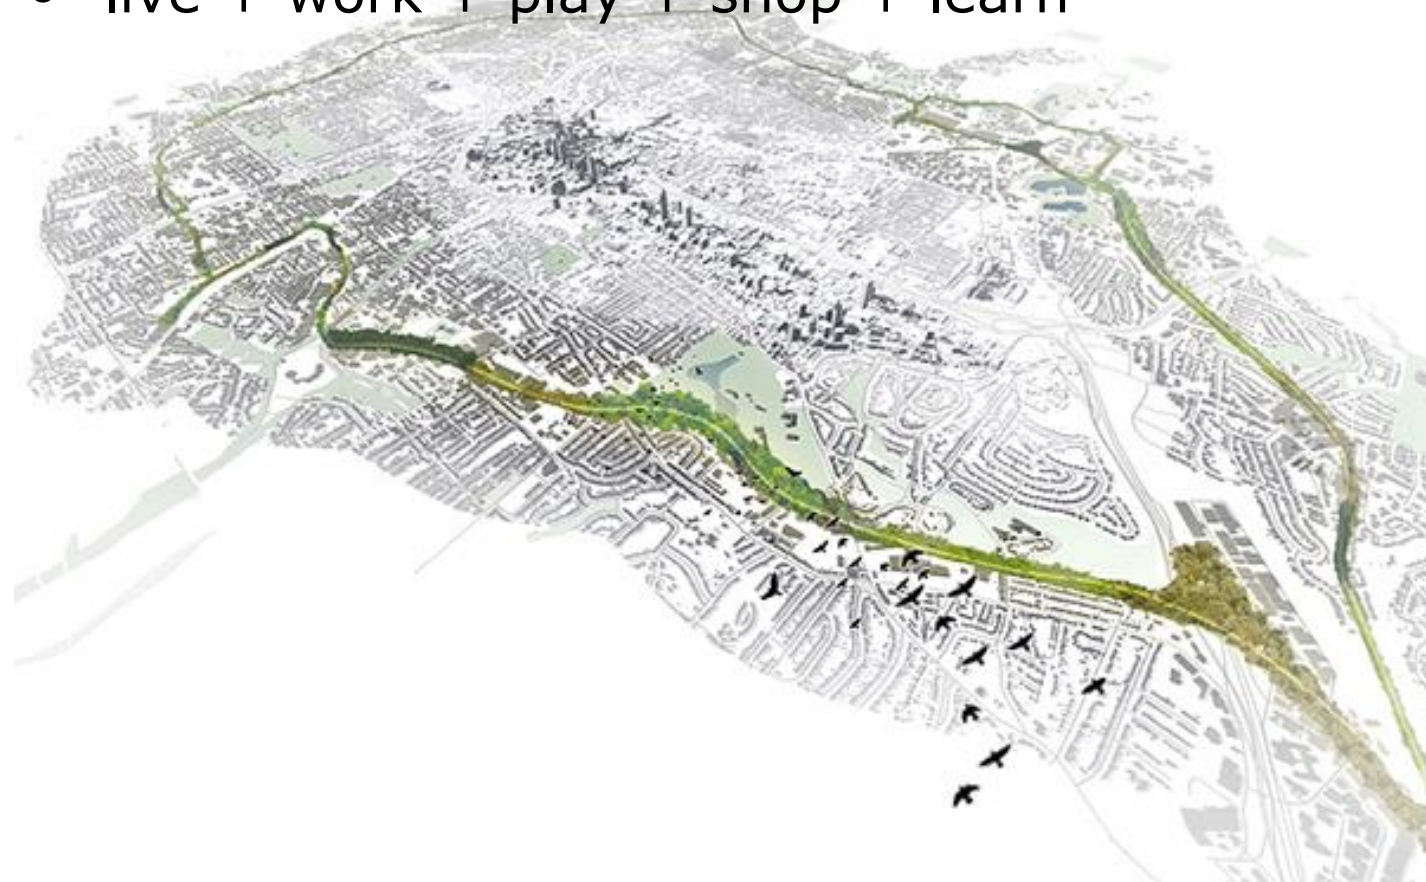 • live + work + play + shop + learn